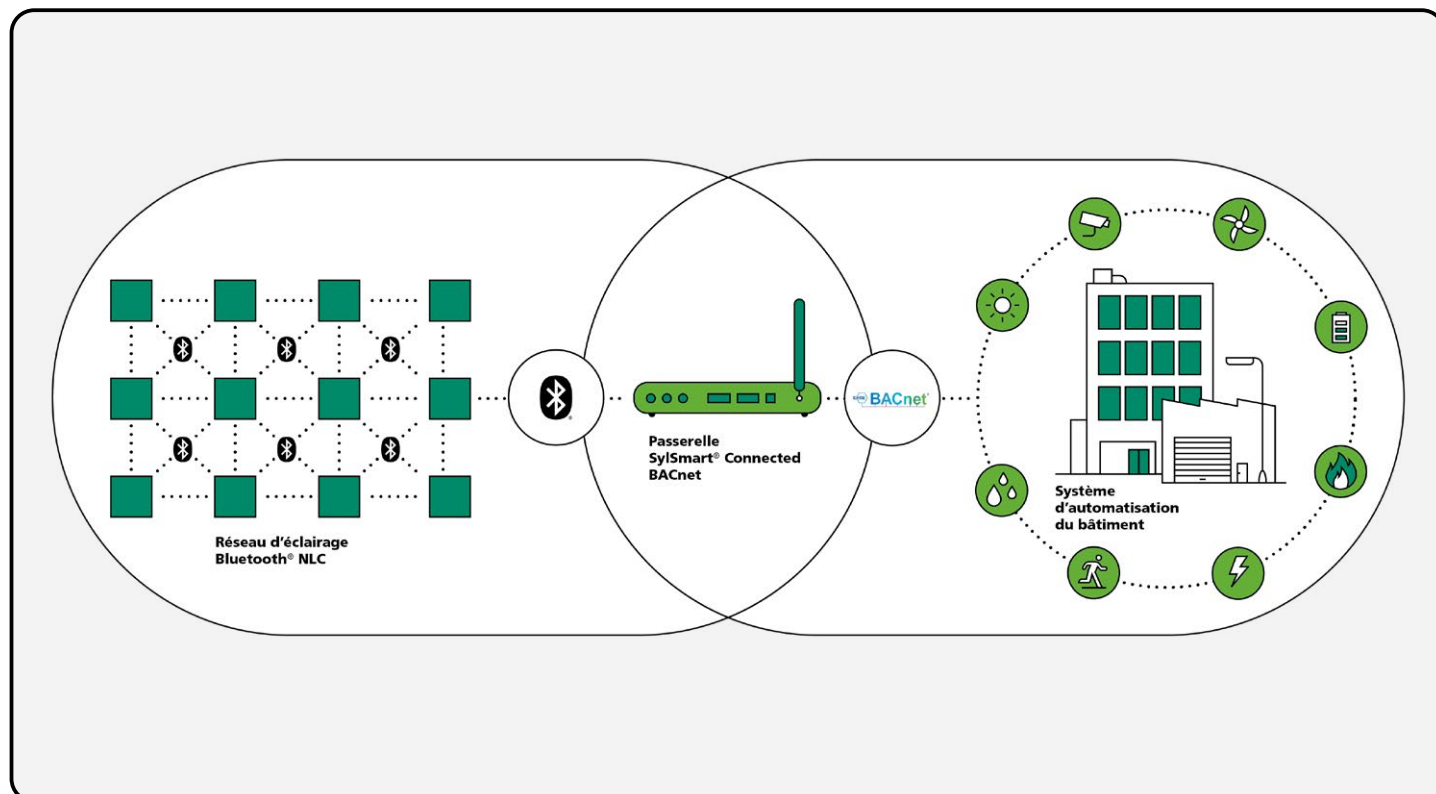 BACnet
Passerelle
SylSmart® Connected
BACnet
Réseau d'éclairage
Bluetooth® NLC
Système
d'automatisation
du bâtiment